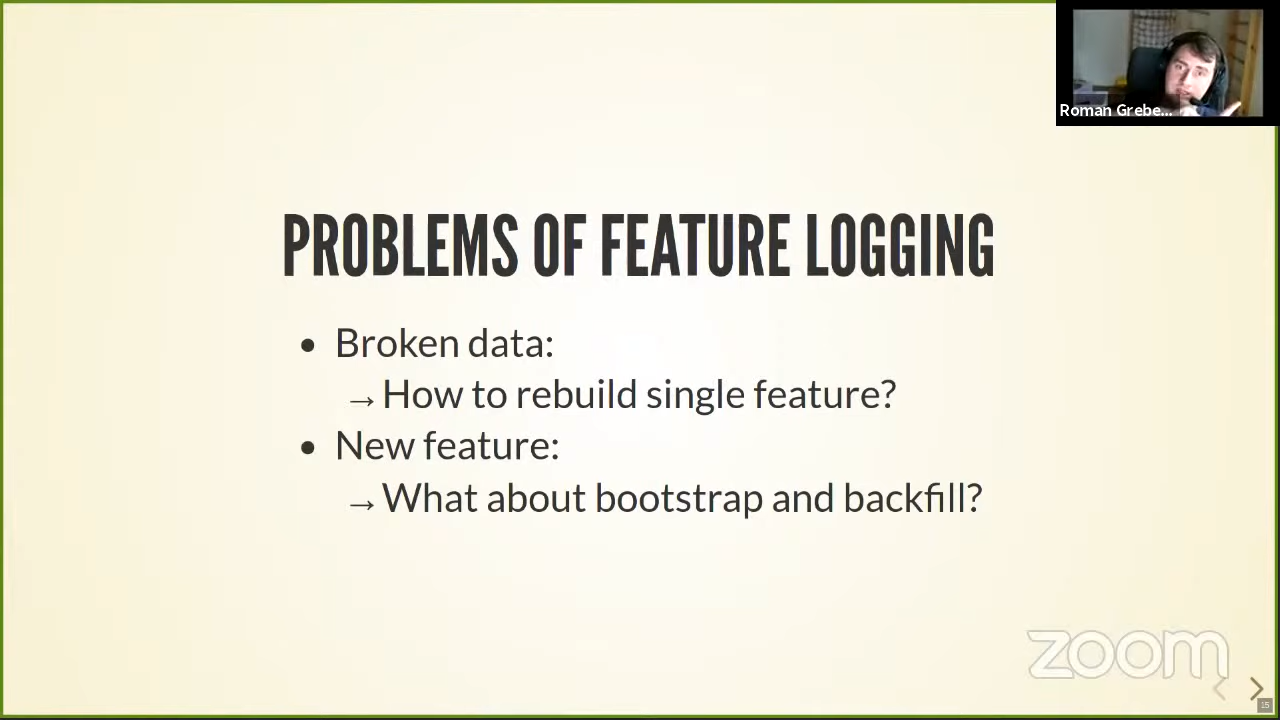 Roman Grebe...
PROBLEMS OF FEATURE LOGGING
• Broken data:
→ How to rebuild single feature?
• New feature:
→ What about bootstrap and backfill?
zoom
15